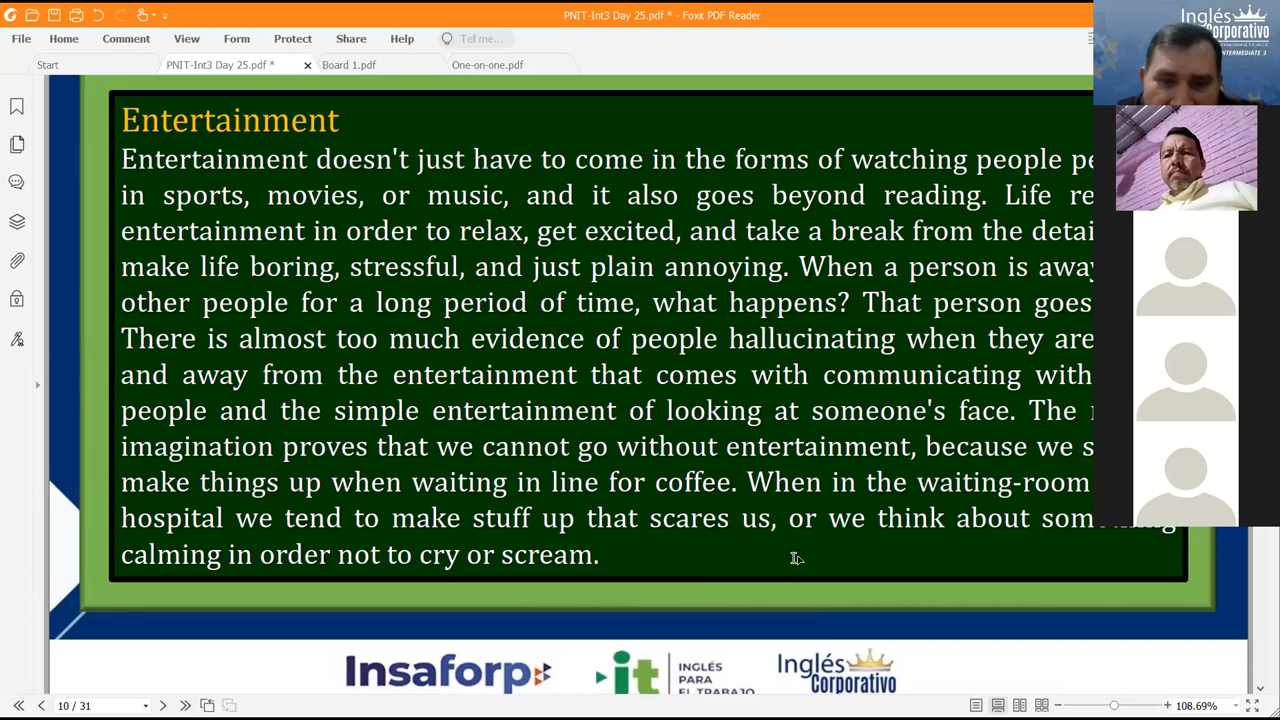 PNIT-Int3 Day 25.pdf * - Foxit PDF Reader
File Home Comment View Form Protect Share Help Tell me...
Start PNIT-Int3 Day 25.pdf * Board 1.pdf One-on-one.pdf
Inglés
Corporativo
INTERMEDIATE 3
Entertainment
Entertainment doesn't just have to come in the forms of watching people
in sports, movies, or music, and it also goes beyond reading. Life
entertainment in order to relax, get excited, and take a break from the
make life boring, stressful, and just plain annoying. When a person is
other people for a long period of time, what happens? That person goes
There is almost too much evidence of people hallucinating when they are
and away from the entertainment that comes with communicating with
people and the simple entertainment of looking at someone's face. The
imagination proves that we cannot go without entertainment, because we
make things up when waiting in line for coffee. When in the waiting-room
hospital we tend to make stuff up that scares us, or we think about
calming in order not to cry or scream.
Insaforp it INGLÉS PARA EL TRABAJO Inglés Corporativo
10 / 31 108.69%